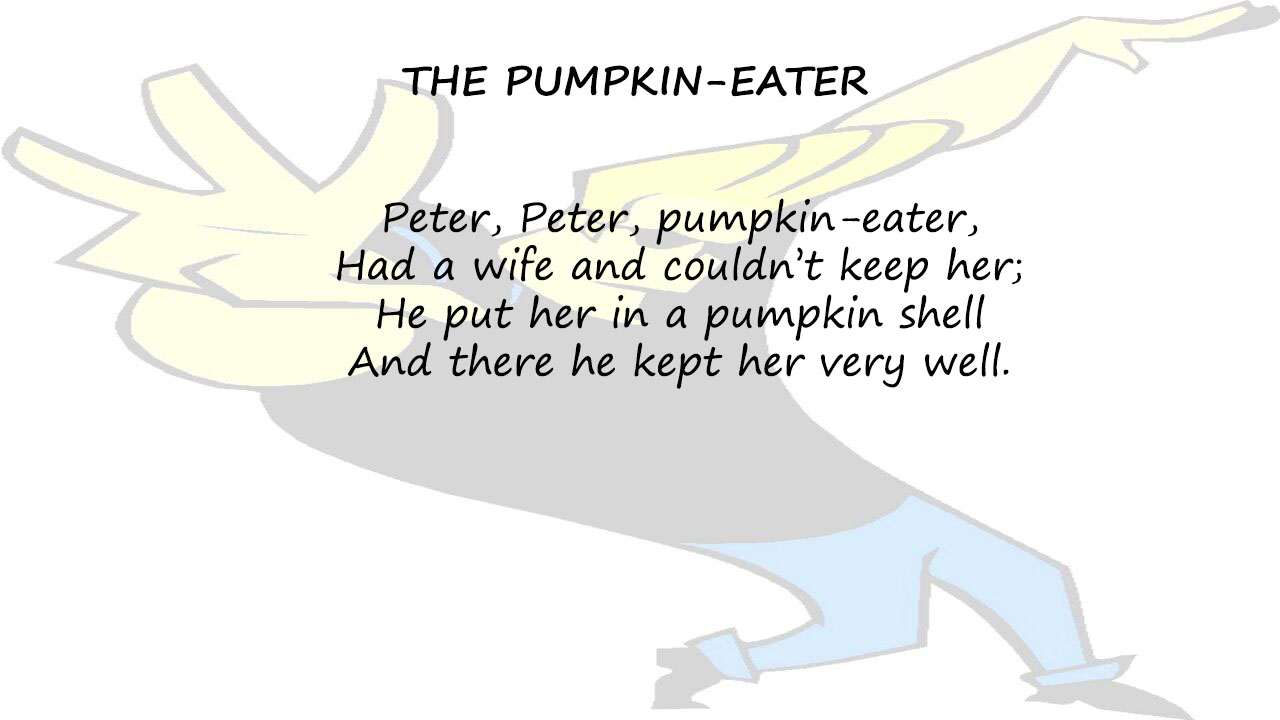 THE PUMPKIN-EATER
Peter, Peter, pumpkin-eater,
Had a wife and couldn’t keep her;
He put her in a pumpkin shell
And there he kept her very well.